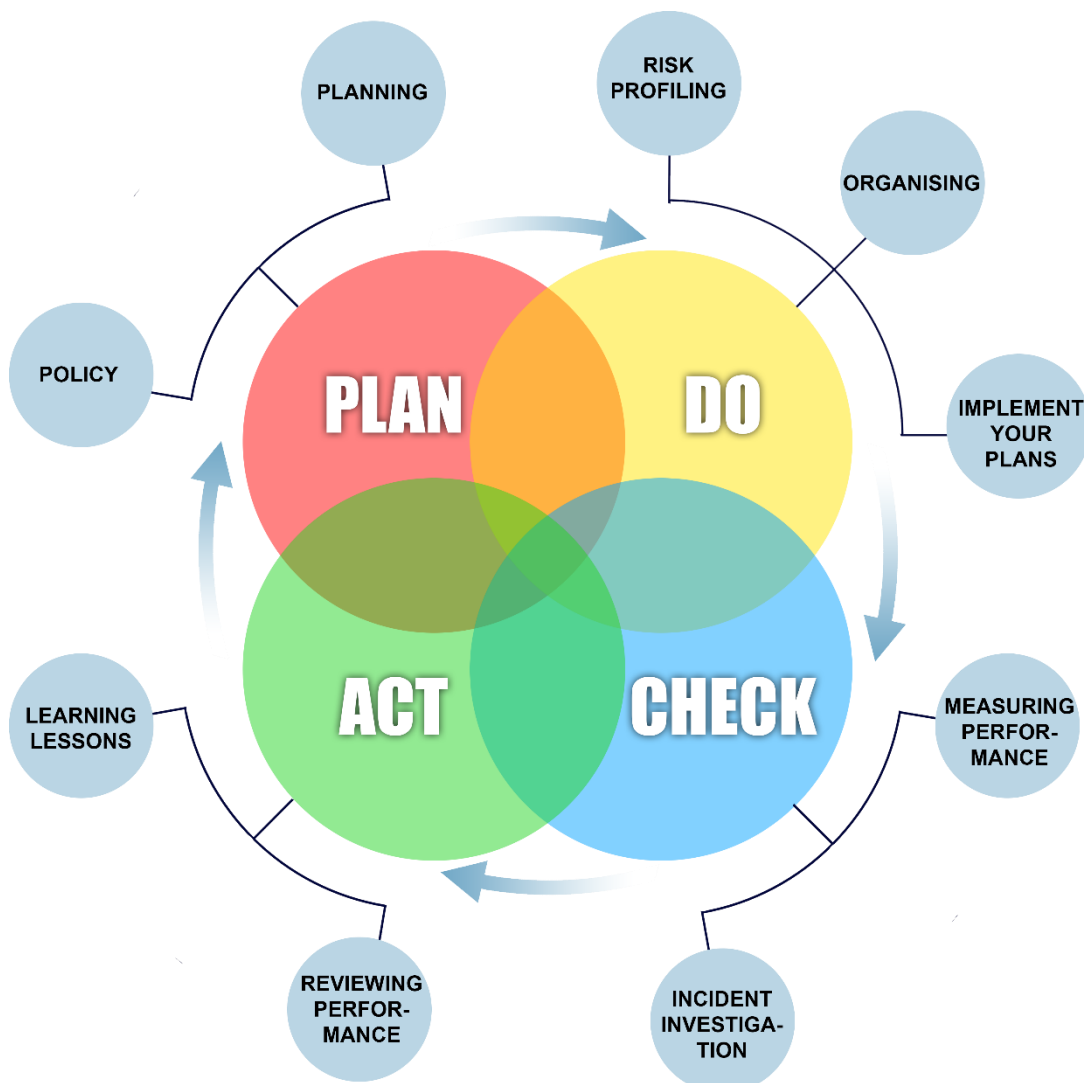 PLANNING
RISK
PROFILING
ORGANISING
POLICY
PLAN
DO
IMPLEMENT
YOUR
PLANS
LEARNING
LESSONS
ACT
CHECK
MEASURING
PERFOR-
MANCE
REVIEWING
PERFOR-
MANCE
INCIDENT
INVESTIGA-
TION